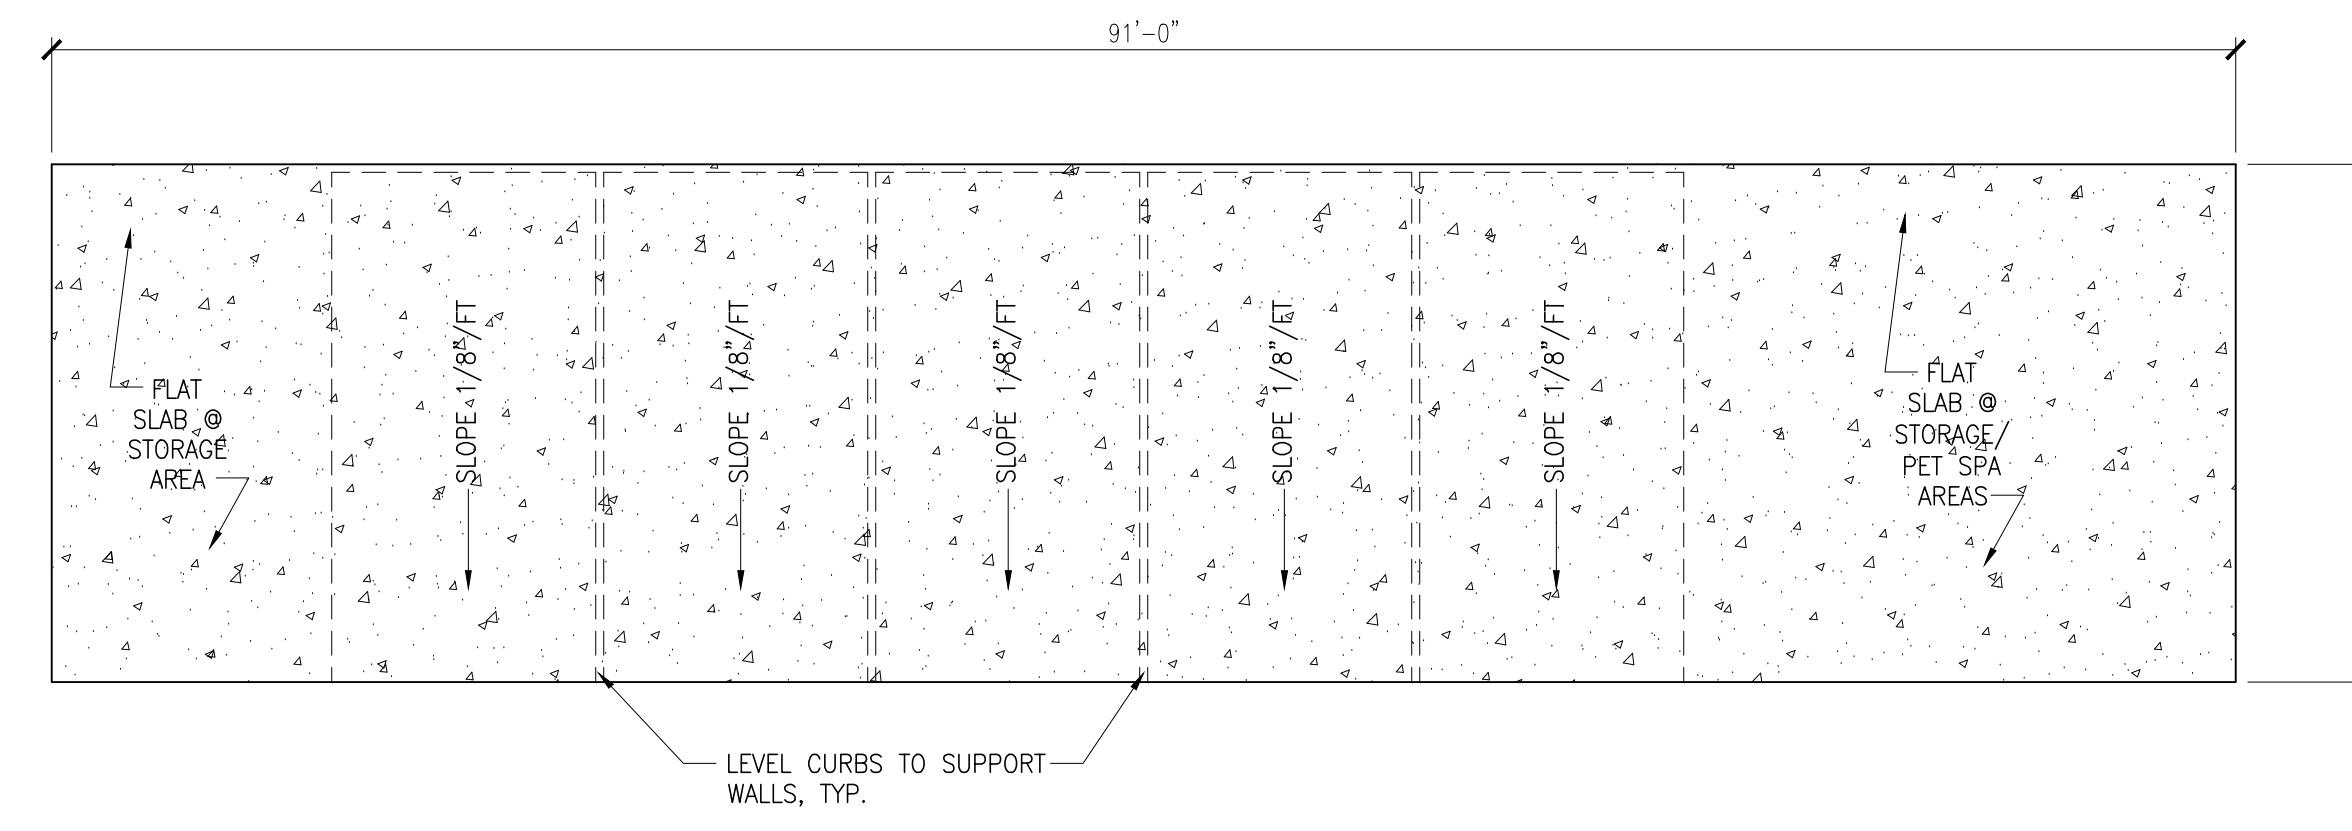 91'-0"
SLOPE 1/8"/FT
SLOPE 1/8"/FT
SLOPE 1/8"/FT
SLOPE 1/8"/FT
SLOPE 1/8"/FT
FLAT
SLAB @
STORAGE
AREA
FLAT
SLAB @
STORAGE/
PET SPA
AREAS
LEVEL CURBS TO SUPPORT
WALLS, TYP.